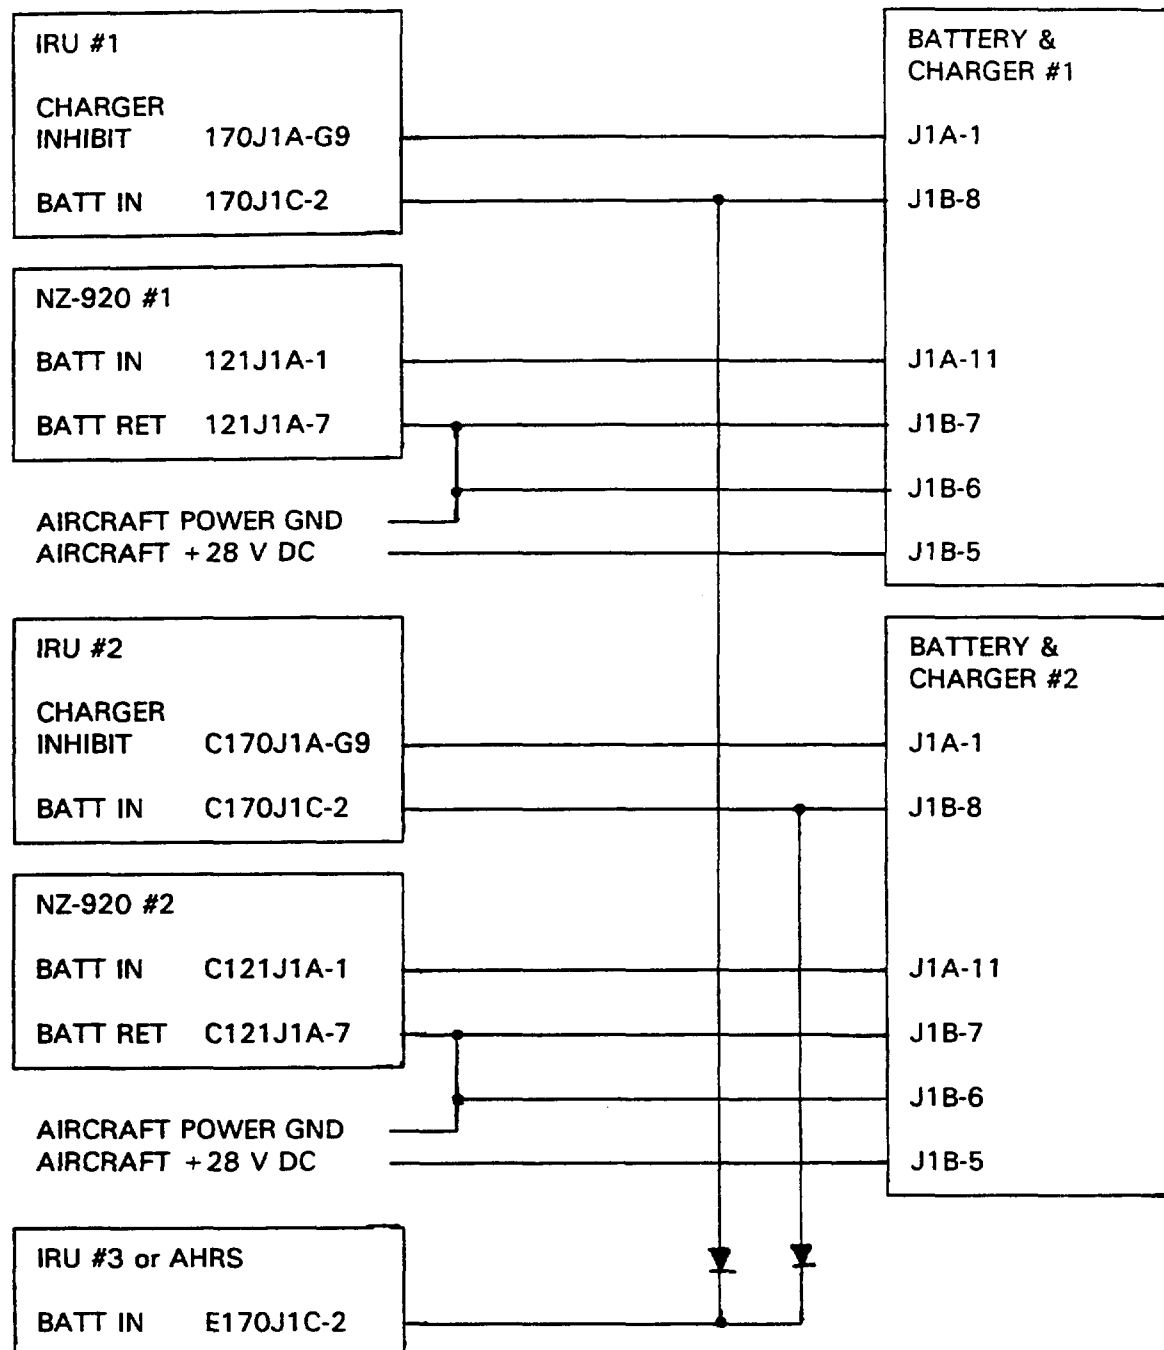 IRU #1
CHARGER
INHIBIT 170J1A-G9
BATT IN 170J1C-2
BATTERY &
CHARGER #1
J1A-1
J1B-8
NZ-920 #1
BATT IN 121J1A-1
BATT RET 121J1A-7
AIRCRAFT POWER GND
AIRCRAFT +28 V DC
J1A-11
J1B-7
J1B-6
J1B-5
IRU #2
CHARGER
INHIBIT C170J1A-G9
BATT IN C170J1C-2
BATTERY &
CHARGER #2
J1A-1
J1B-8
NZ-920 #2
BATT IN C121J1A-1
BATT RET C121J1A-7
AIRCRAFT POWER GND
AIRCRAFT +28 V DC
J1A-11
J1B-7
J1B-6
J1B-5
IRU #3 or AHRS
BATT IN E170J1C-2